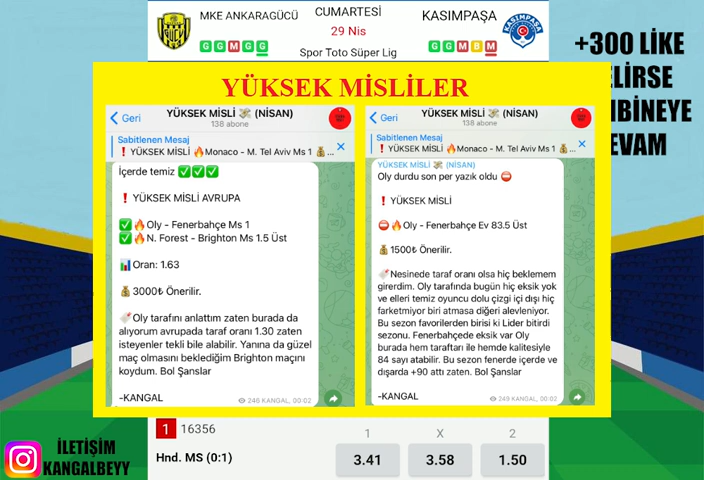 MKE ANKARAGÜCÜ
CUMARTESİ
KASIMPAŞA
29 Nis
G G M G G
Spor Toto Süper Lig
G G M B M
+300 LİKE
ELİRSE
MBİNEYE
EVAM
YÜKSEK MİSLİLER
Geri
YÜKSEK MİSLİ 💸 (NİSAN)
138 abone
Sabitlenen Mesaj
❗ YÜKSEK MİSLİ 🔥Monaco - M. Tel Aviv Ms 1 💰...
İçerde temiz ✅✅✅
❗ YÜKSEK MİSLİ AVRUPA
✅🔥Oly - Fenerbahçe Ms 1
✅🔥N. Forest - Brighton Ms 1.5 Üst
📊Oran: 1.63
💰3000₺ Önerilir.
Oly tarafını anlattım zaten burada da
alıyorum avrupada taraf oranı 1.30 zaten
isteyenler tekli bile alabilir. Yanına da güzel
maç olmasını beklediğim Brighton maçını
koydum. Bol Şanslar
-KANGAL
246 KANGAL, 00:02
Geri
YÜKSEK MİSLİ 💸 (NİSAN)
138 abone
Sabitlenen Mesaj
❗ YÜKSEK MİSLİ 🔥Monaco - M. Tel Aviv Ms 1 💰...
YÜKSEK MİSLİ 💸 (NİSAN)
Oly durdu son per yazık oldu ⛔
❗ YÜKSEK MİSLİ
⛔🔥Oly - Fenerbahçe Ev 83.5 Üst
💰1500₺ Önerilir.
Nesinede taraf oranı olsa hiç beklemem
girerdim. Oly tarafında bugün hiç eksik yok
ve elleri temiz oyuncu dolu çizgi içi dışı hiç
farketmiyor biri atmasa diğeri alevleniyor.
Bu sezon favorilerden birisi ki Lider bitirdi
sezonu. Fenerbahçede eksik var Oly
burada hem taraftarı ile hemde kalitesiyle
84 sayı atabilir. Bu sezon fenerde içerde ve
dışarda +90 attı zaten. Bol Şanslar
-KANGAL
249 KANGAL, 00:02
1 16356
1 X 2
Hnd. MS (0:1)
3.41 3.58 1.50
İLETİŞİM
KANGALBEYY